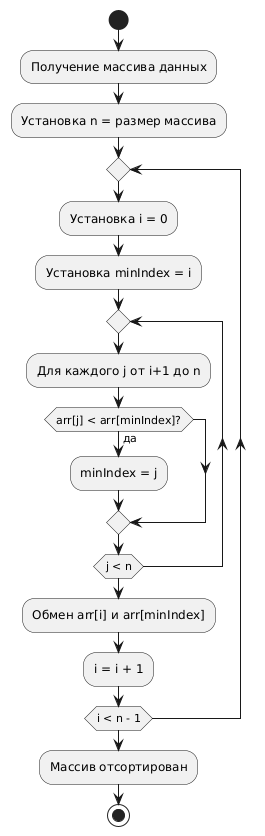 Получение массива данных
Установка n = размер массива
Установка i = 0
Установка minIndex = i
Для каждого j от i+1 до n
arr[j] < arr[minIndex]?
да
minIndex = j
j < n
Обмен arr[i] и arr[minIndex]
i = i + 1
i < n - 1
Массив отсортирован